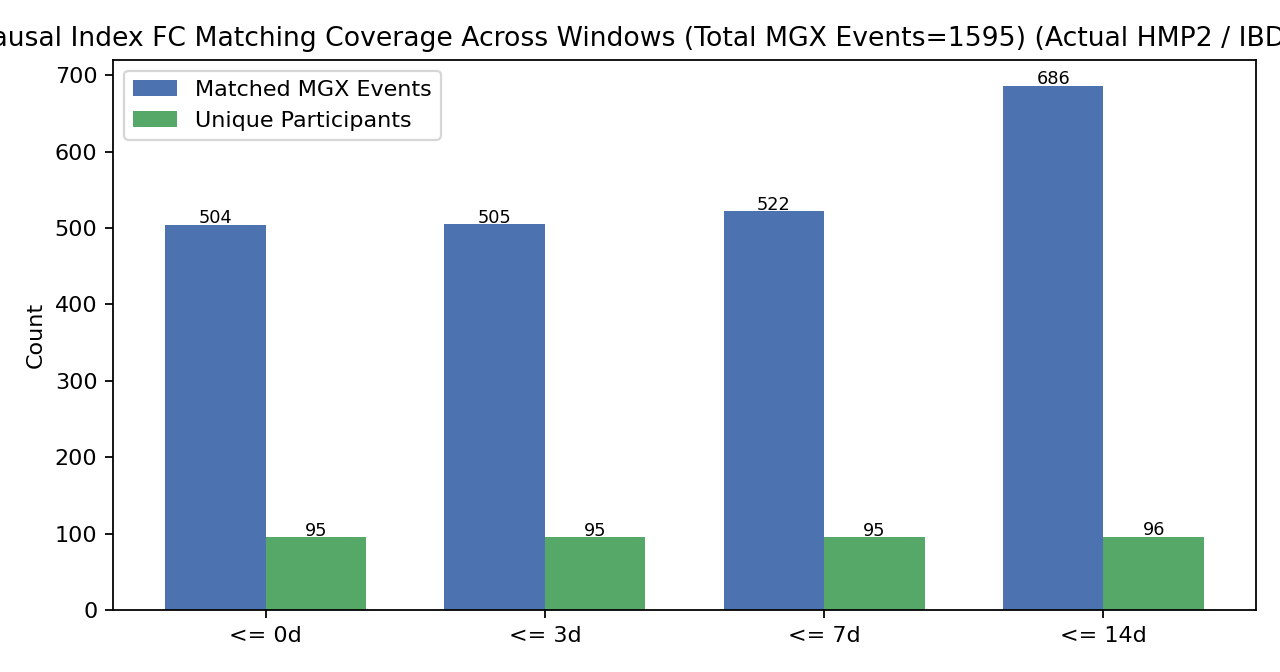 ausal Index FC Matching Coverage Across Windows (Total MGX Events=1595) (Actual HMP2 / IBD
Matched MGX Events
Unique Participants
Count
700
600
500
400
300
200
100
0
504
95
505
95
522
95
686
96
<= 0d
<= 3d
<= 7d
<= 14d